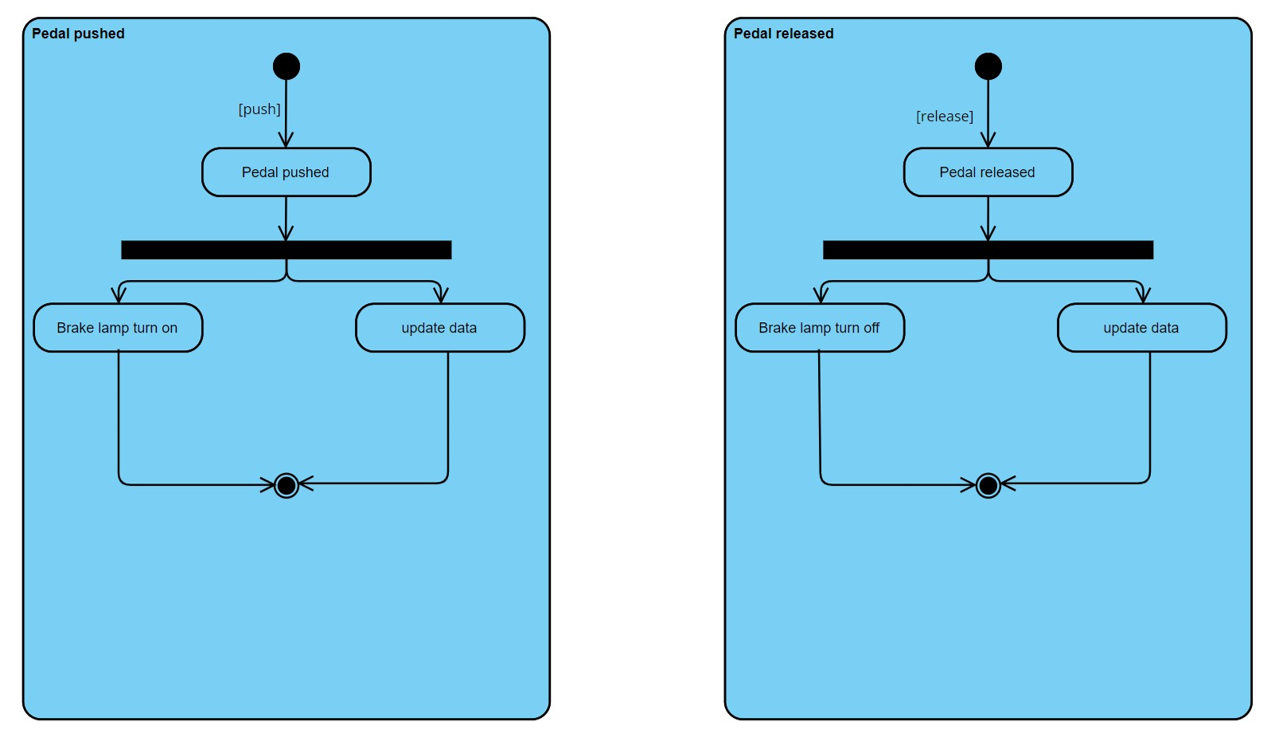 Pedal pushed
[push]
Pedal pushed
Brake lamp turn on
update data
Pedal released
[release]
Pedal released
Brake lamp turn off
update data